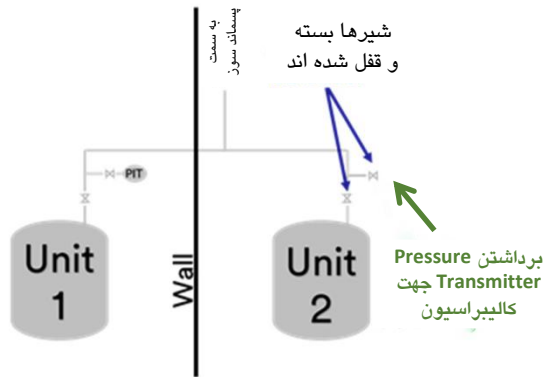 به سمت
پسماند سوز
شیرها بسته
و قفل شده اند
PIT
Unit
1
Wall
Unit
2
برداشتن Pressure
Transmitter جهت
کالیبراسیون